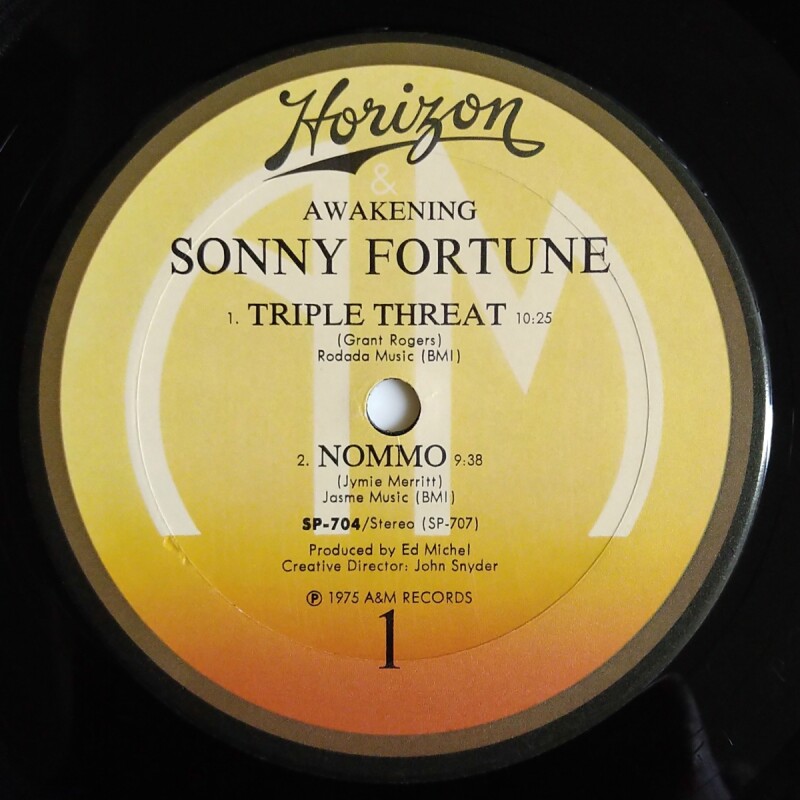 Horizon
&
AWAKENING
SONNY FORTUNE
1. TRIPLE THREAT 10:25
(Grant Rogers)
Rodada Music (BMI)
2. NOMMO 9:38
(Jymie Merritt)
Jasme Music (BMI)
SP-704/Stereo (SP-707)
Produced by Ed Michel
Creative Director: John Snyder
Ⓟ 1975 A&M RECORDS
1